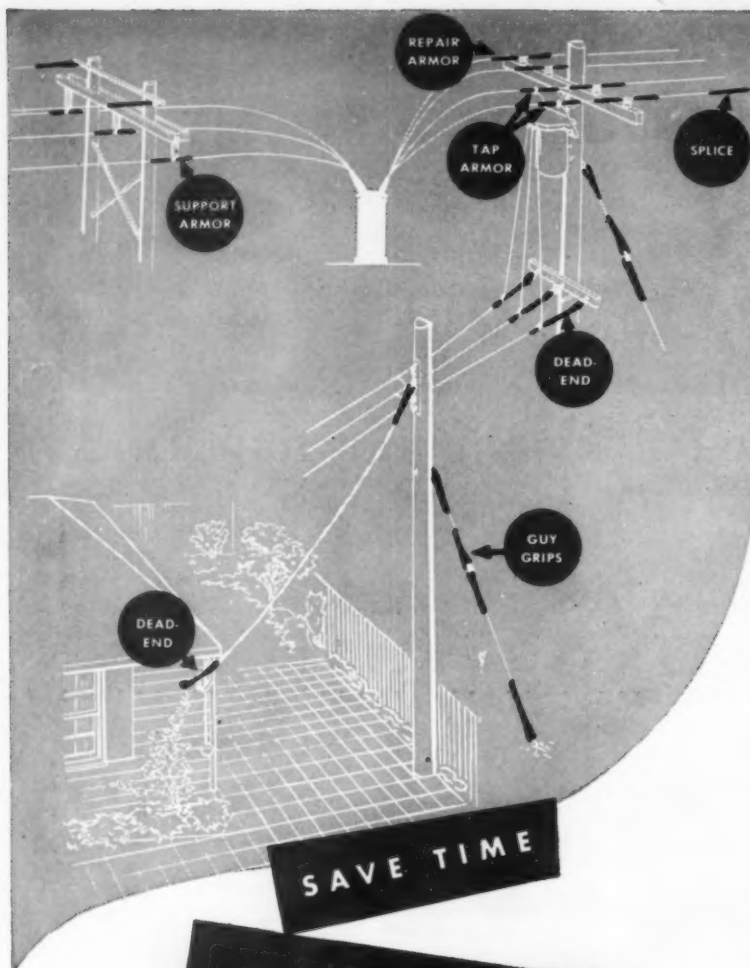 REPAIR
ARMOR
TAP
ARMOR
SPLICE
SUPPORT
ARMOR
DEAD-
END
GUY
GRIPS
DEAD-
END
SAVE TIME